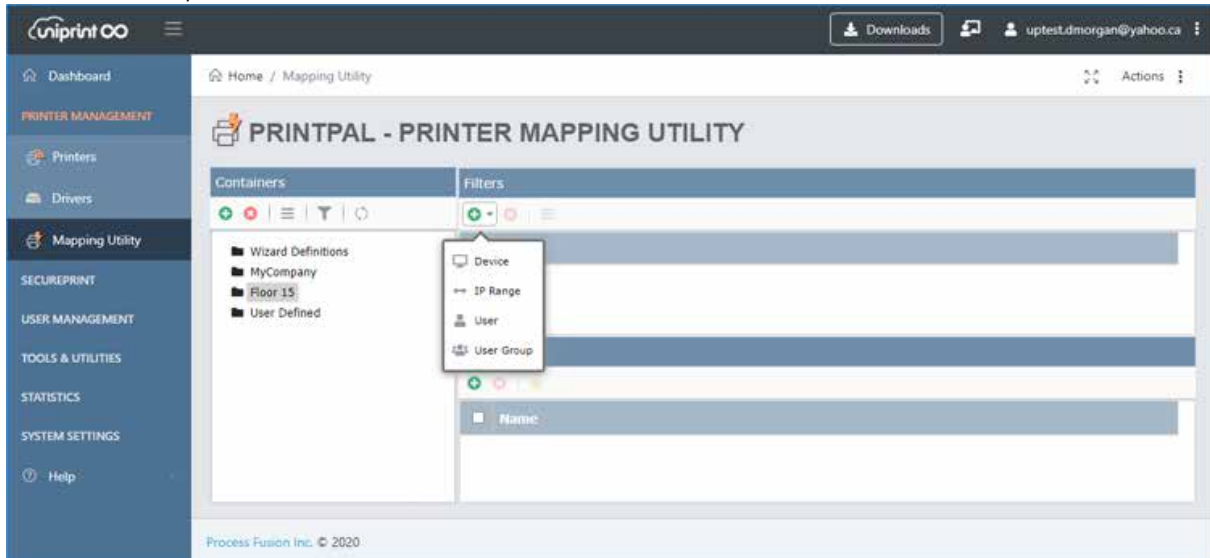 uniprint
Downloads
uptest.dmorgan@yahoo.ca
Dashboard
Home / Mapping Utility
Actions
PRINTER MANAGEMENT
PRINTPAL - PRINTER MAPPING UTILITY
Printers
Containers
Filters
Drivers
Mapping Utility
Wizard Definitions
MyCompany
Floor 15
User Defined
Device
IP Range
User
User Group
SECUREPRINT
USER MANAGEMENT
TOOLS & UTILITIES
STATISTICS
Name
SYSTEM SETTINGS
Help
Process Fusion Inc. © 2020